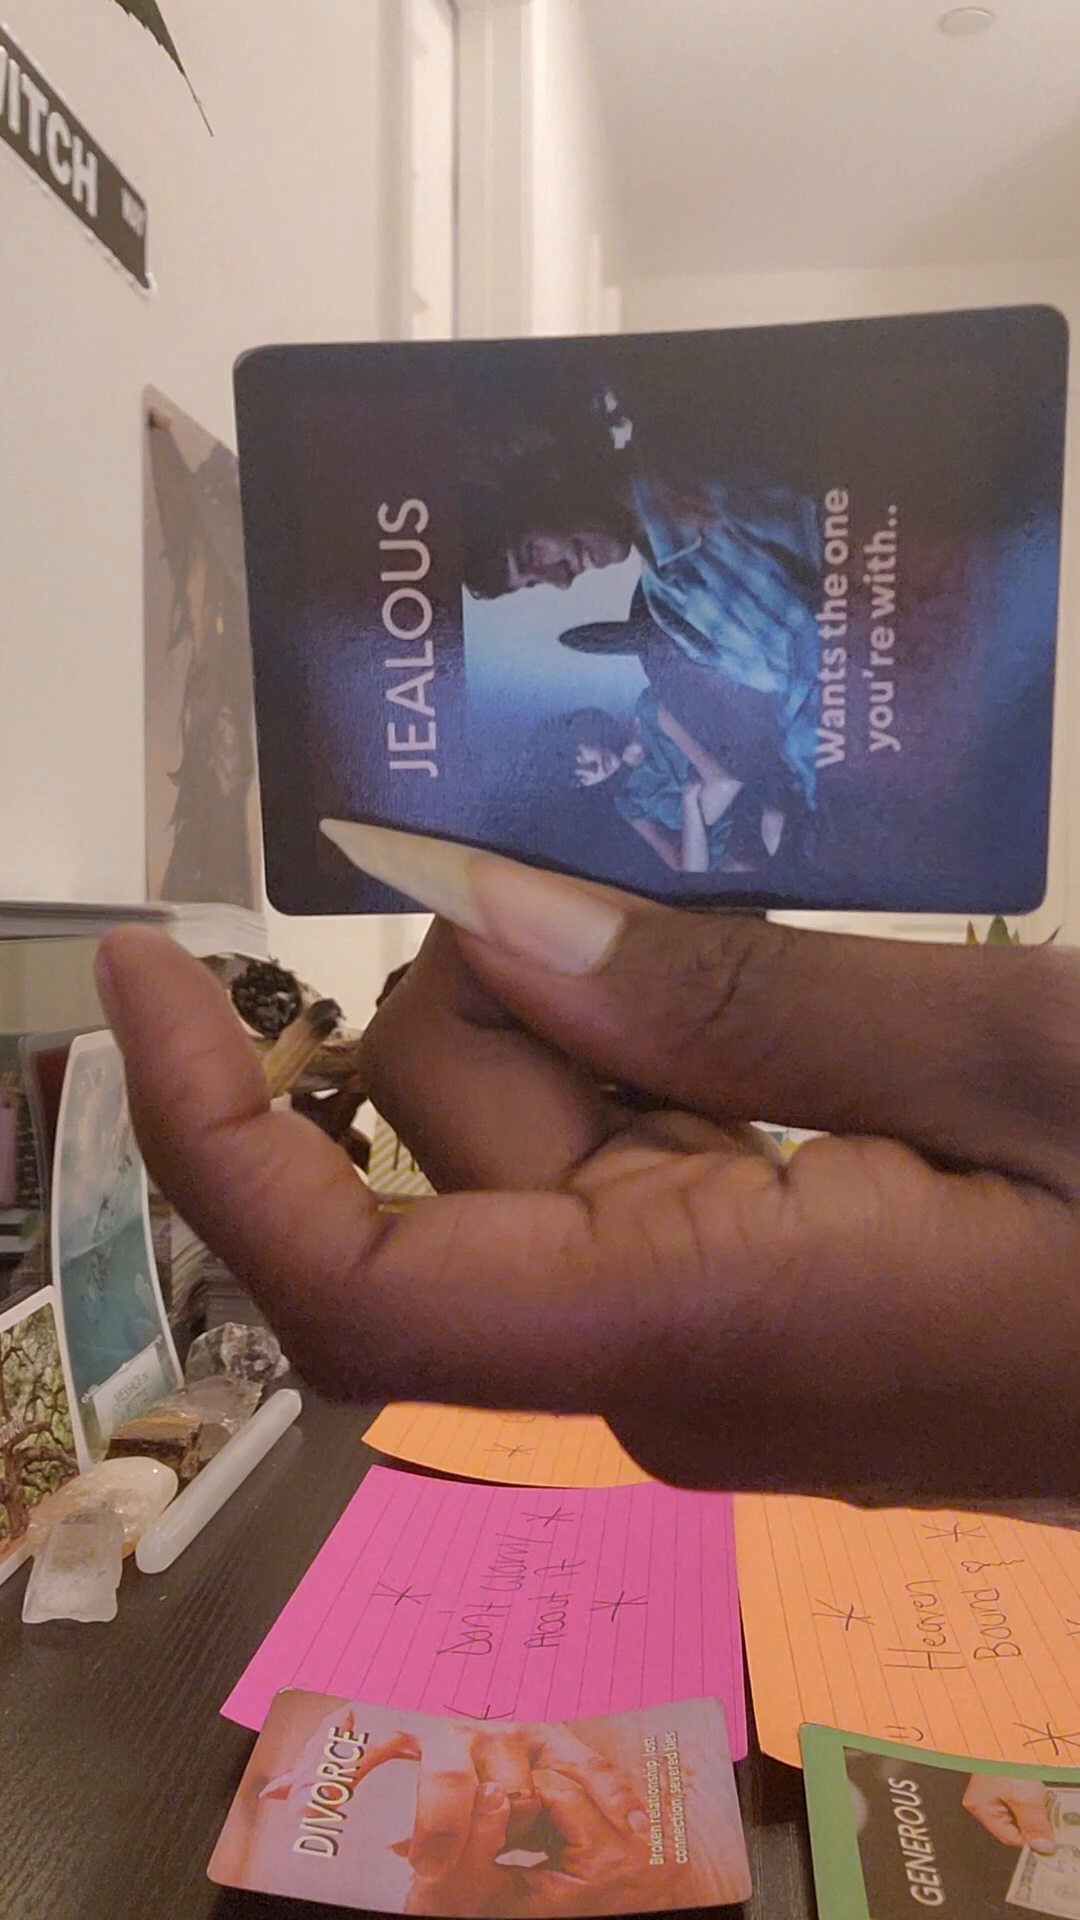 JEALOUS
Wants the one
you're with..
Don't worry
About it
Heaven
Bound
DIVORCE
Broken relationship, lost
connection, severed ties
GENEROUS